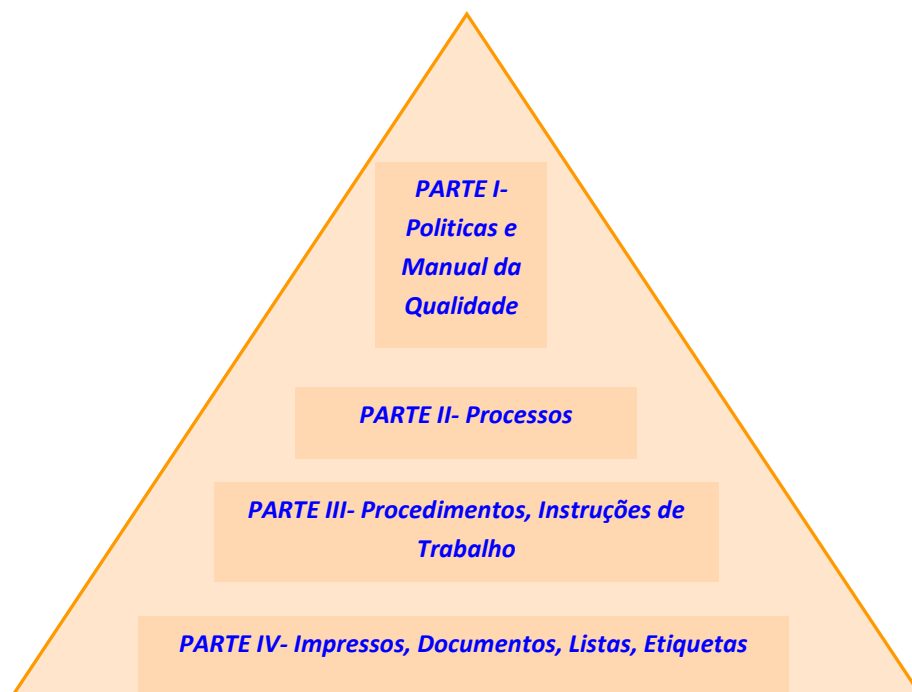 PARTE I-
Politicas e
Manual da
Qualidade
PARTE II- Processos
PARTE III- Procedimentos, Instruções de
Trabalho
PARTE IV- Impressos, Documentos, Listas, Etiquetas